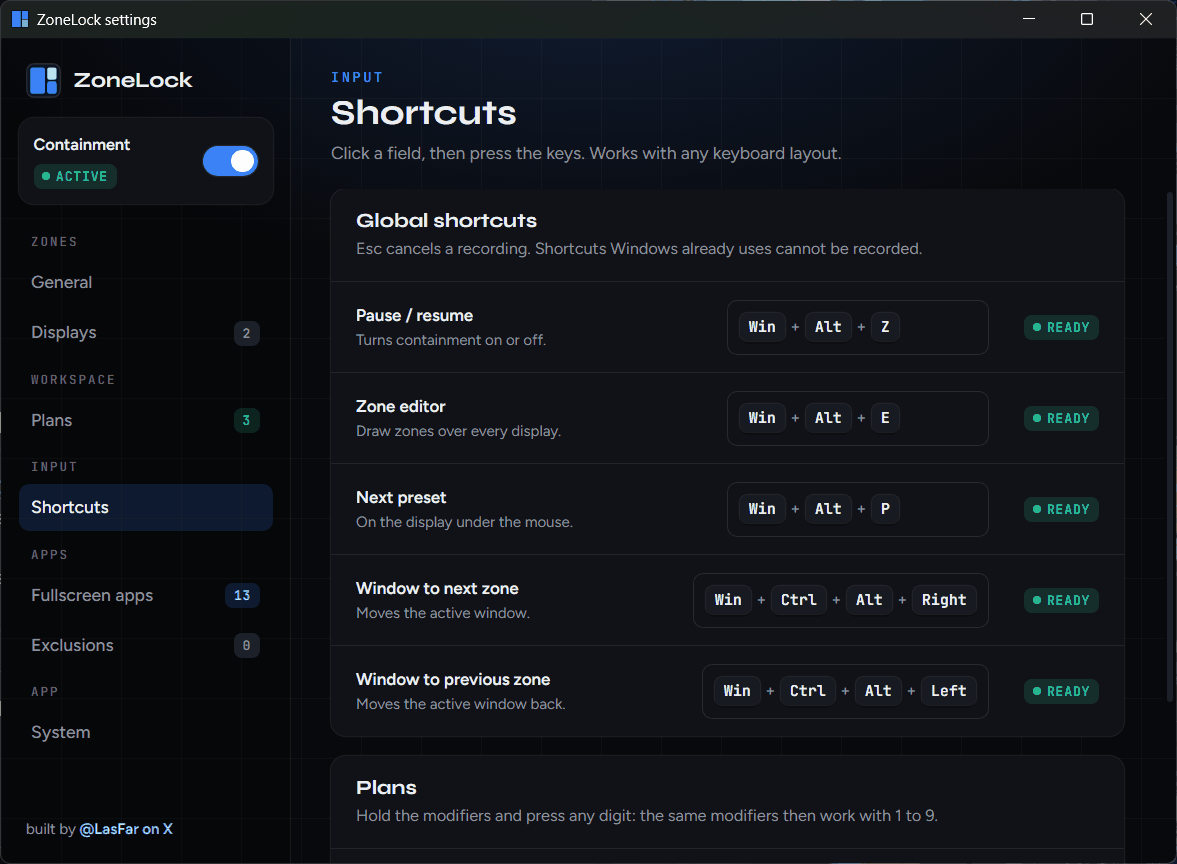 ZoneLock settings
ZoneLock
Containment
ACTIVE
ZONES
General
Displays 2
WORKSPACE
Plans 3
INPUT
Shortcuts
APPS
Fullscreen apps 13
Exclusions 0
APP
System
built by @LasFar on X
INPUT
Shortcuts
Click a field, then press the keys. Works with any keyboard layout.
Global shortcuts
Esc cancels a recording. Shortcuts Windows already uses cannot be recorded.
Pause / resume
Turns containment on or off.
Win + Alt + Z
READY
Zone editor
Draw zones over every display.
Win + Alt + E
READY
Next preset
On the display under the mouse.
Win + Alt + P
READY
Window to next zone
Moves the active window.
Win + Ctrl + Alt + Right
READY
Window to previous zone
Moves the active window back.
Win + Ctrl + Alt + Left
READY
Plans
Hold the modifiers and press any digit: the same modifiers then work with 1 to 9.